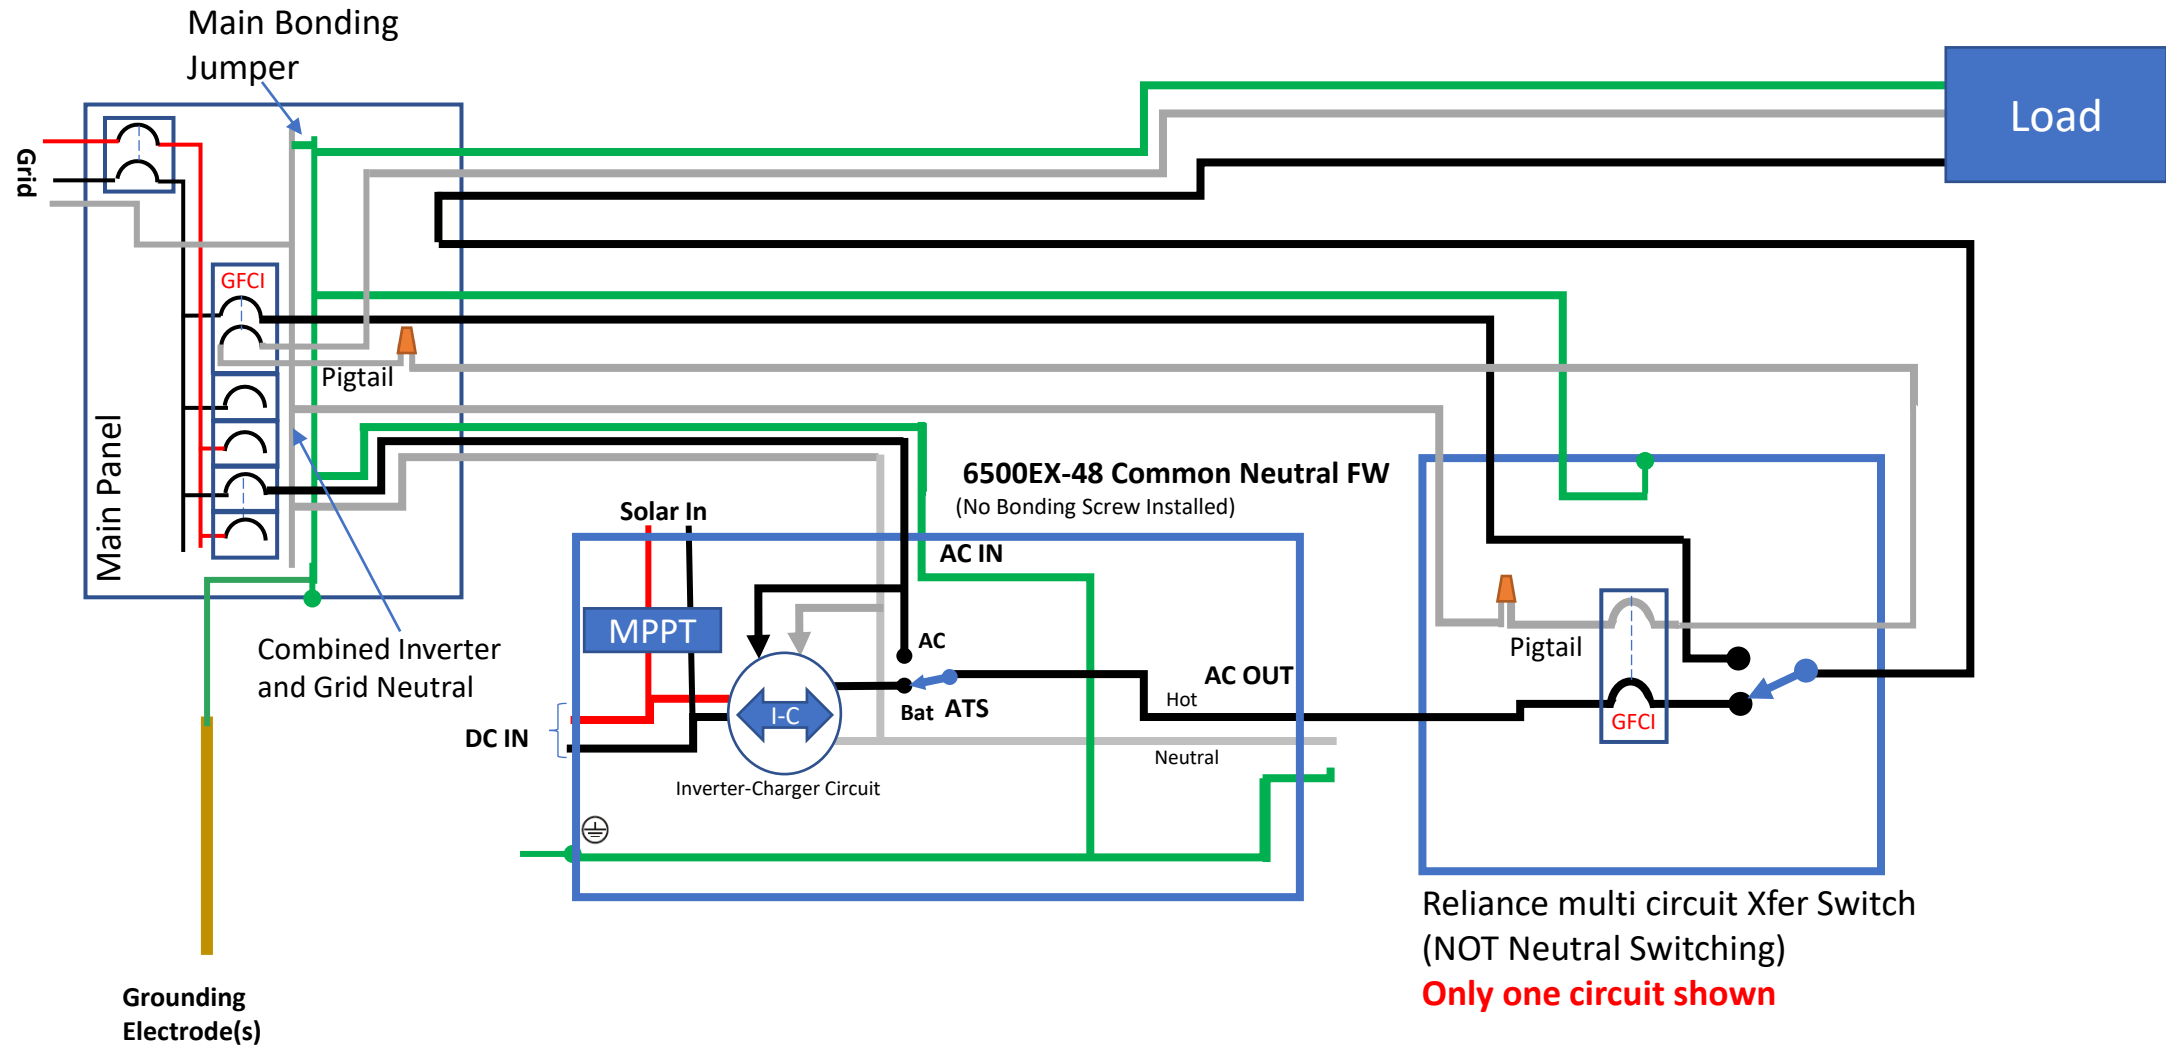 Main Bonding
Jumper
Load
Grid
GFCI
Pigtail
Main Panel
6500EX-48 Common Neutral FW
(No Bonding Screw Installed)
Solar In
AC IN
MPPT
Combined Inverter
and Grid Neutral
AC
I-C
Bat
ATS
AC OUT
Hot
DC IN
Neutral
Inverter-Charger Circuit
Pigtail
GFCI
Reliance multi circuit Xfer Switch
(NOT Neutral Switching)
Only one circuit shown
Grounding
Electrode(s)